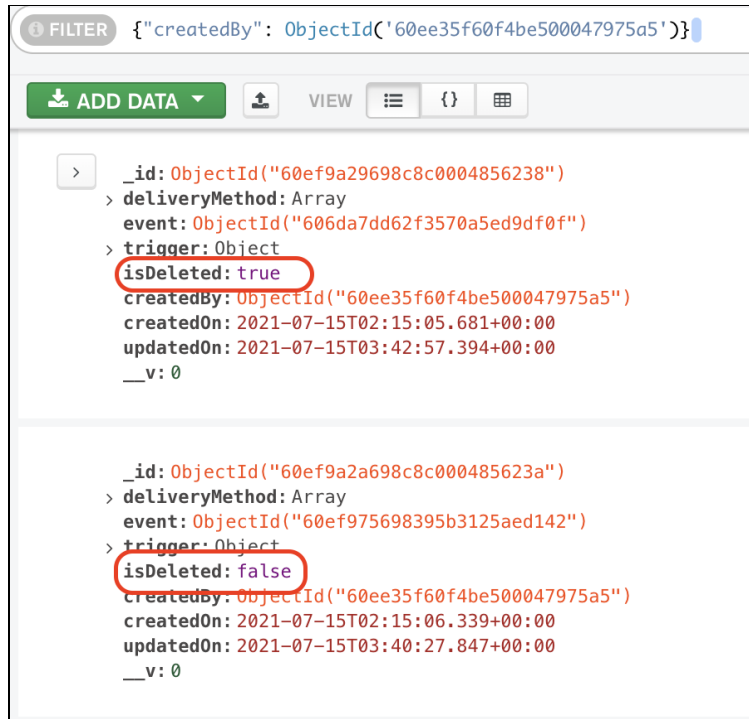 FILTER {"createdBy": ObjectId('60ee35f60f4be500047975a5')}
ADD DATA VIEW {}
_id: ObjectId("60ef9a29698c8c0004856238")
deliveryMethod: Array
event: ObjectId("606da7dd62f3570a5ed9df0f")
trigger: Object
isDeleted: true
createdBy: ObjectId("60ee35f60f4be500047975a5")
createdOn: 2021-07-15T02:15:05.681+00:00
updatedOn: 2021-07-15T03:42:57.394+00:00
__v: 0
_id: ObjectId("60ef9a2a698c8c000485623a")
deliveryMethod: Array
event: ObjectId("60ef975698395b3125aed142")
trigger: Object
isDeleted: false
createdBy: ObjectId("60ee35f60f4be500047975a5")
createdOn: 2021-07-15T02:15:06.339+00:00
updatedOn: 2021-07-15T03:40:27.847+00:00
__v: 0